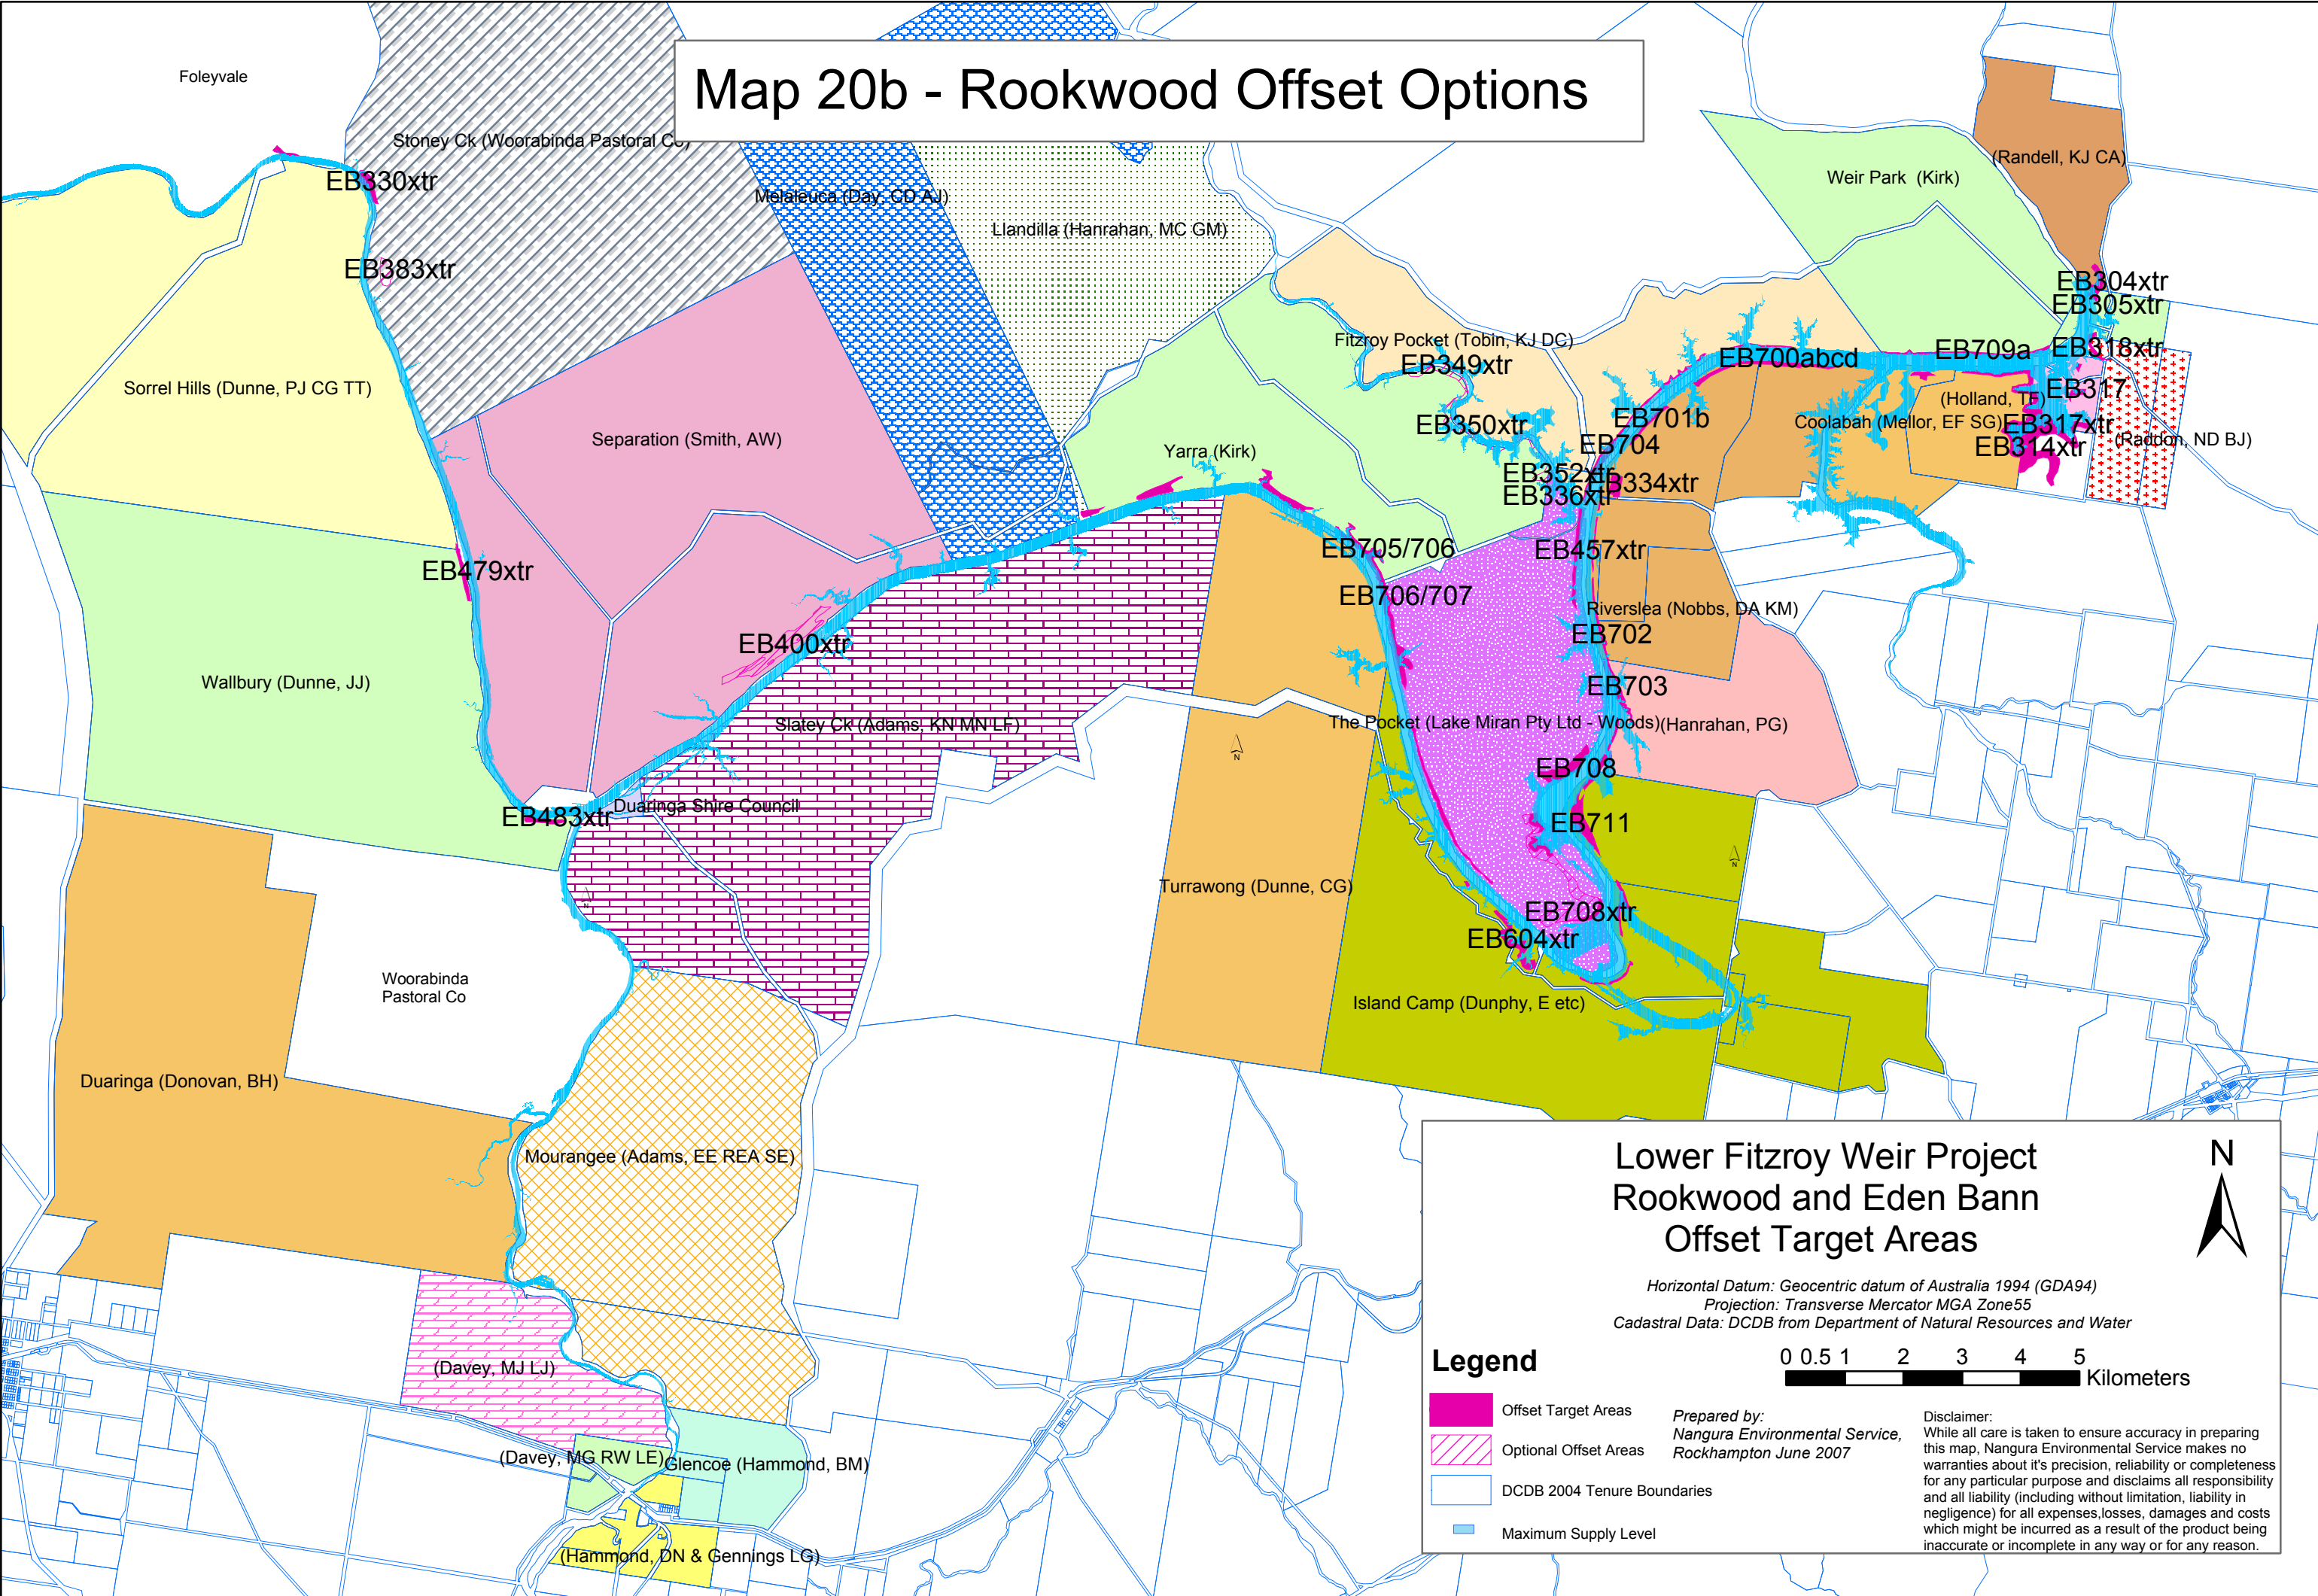 Map 20b - Rookwood Offset Options
Foleyvale
Stoney Ck (Woorabinda Pastoral Co)
(Randell, KJ CA)
Weir Park  (Kirk)
EB330xtr
Melaleuca (Day, CD AJ)
Llandilla (Hanrahan, MC GM)
EB383xtr
EB304xtr
EB305xtr
Fitzroy Pocket (Tobin, KJ DC)
EB349xtr
EB700abcd
EB709a
EB318xtr
Sorrel Hills (Dunne, PJ CG TT)
EB317
(Holland, TF)
EB350xtr
EB701b
Coolabah (Mellor, EF SG)
EB317xtr
Separation (Smith, AW)
Yarra (Kirk)
EB704
EB314xtr
(Raddon, ND BJ)
EB352xtr
EB334xtr
EB336xtr
EB705/706
EB457xtr
EB479xtr
EB706/707
Riverslea (Nobbs, DA KM)
EB400xtr
EB702
Wallbury (Dunne, JJ)
EB703
Slatey Ck (Adams, KN MN LF)
The Pocket (Lake Miran Pty Ltd - Woods)
(Hanrahan, PG)
N
EB708
EB483xtr
Duaringa Shire Council
EB711
N
Turrawong (Dunne, CG)
N
EB708xtr
EB604xtr
Woorabinda
Pastoral Co
Island Camp (Dunphy, E etc)
Duaringa (Donovan, BH)
Mourangee (Adams, EE REA SE)
(Davey, MJ LJ)
(Davey, MG RW LE)
Glencoe (Hammond, BM)
(Hammond, DN & Gennings LG)
Lower Fitzroy Weir Project
Rookwood and Eden Bann
Offset Target Areas
N
Horizontal Datum: Geocentric datum of Australia 1994 (GDA94)
Projection: Transverse Mercator MGA Zone55
Cadastral Data: DCDB from Department of Natural Resources and Water
Legend
0 0.5 1 2 3 4 5
Kilometers
Offset Target Areas
Optional Offset Areas
DCDB 2004 Tenure Boundaries
Maximum Supply Level
Prepared by:
Nangura Environmental Service,
Rockhampton June 2007
Disclaimer:
While all care is taken to ensure accuracy in preparing
this map, Nangura Environmental Service makes no
warranties about it's precision, reliability or completeness
for any particular purpose and disclaims all responsibility
and all liability (including without limitation, liability in
negligence) for all expenses,losses, damages and costs
which might be incurred as a result of the product being
inaccurate or incomplete in any way or for any reason.